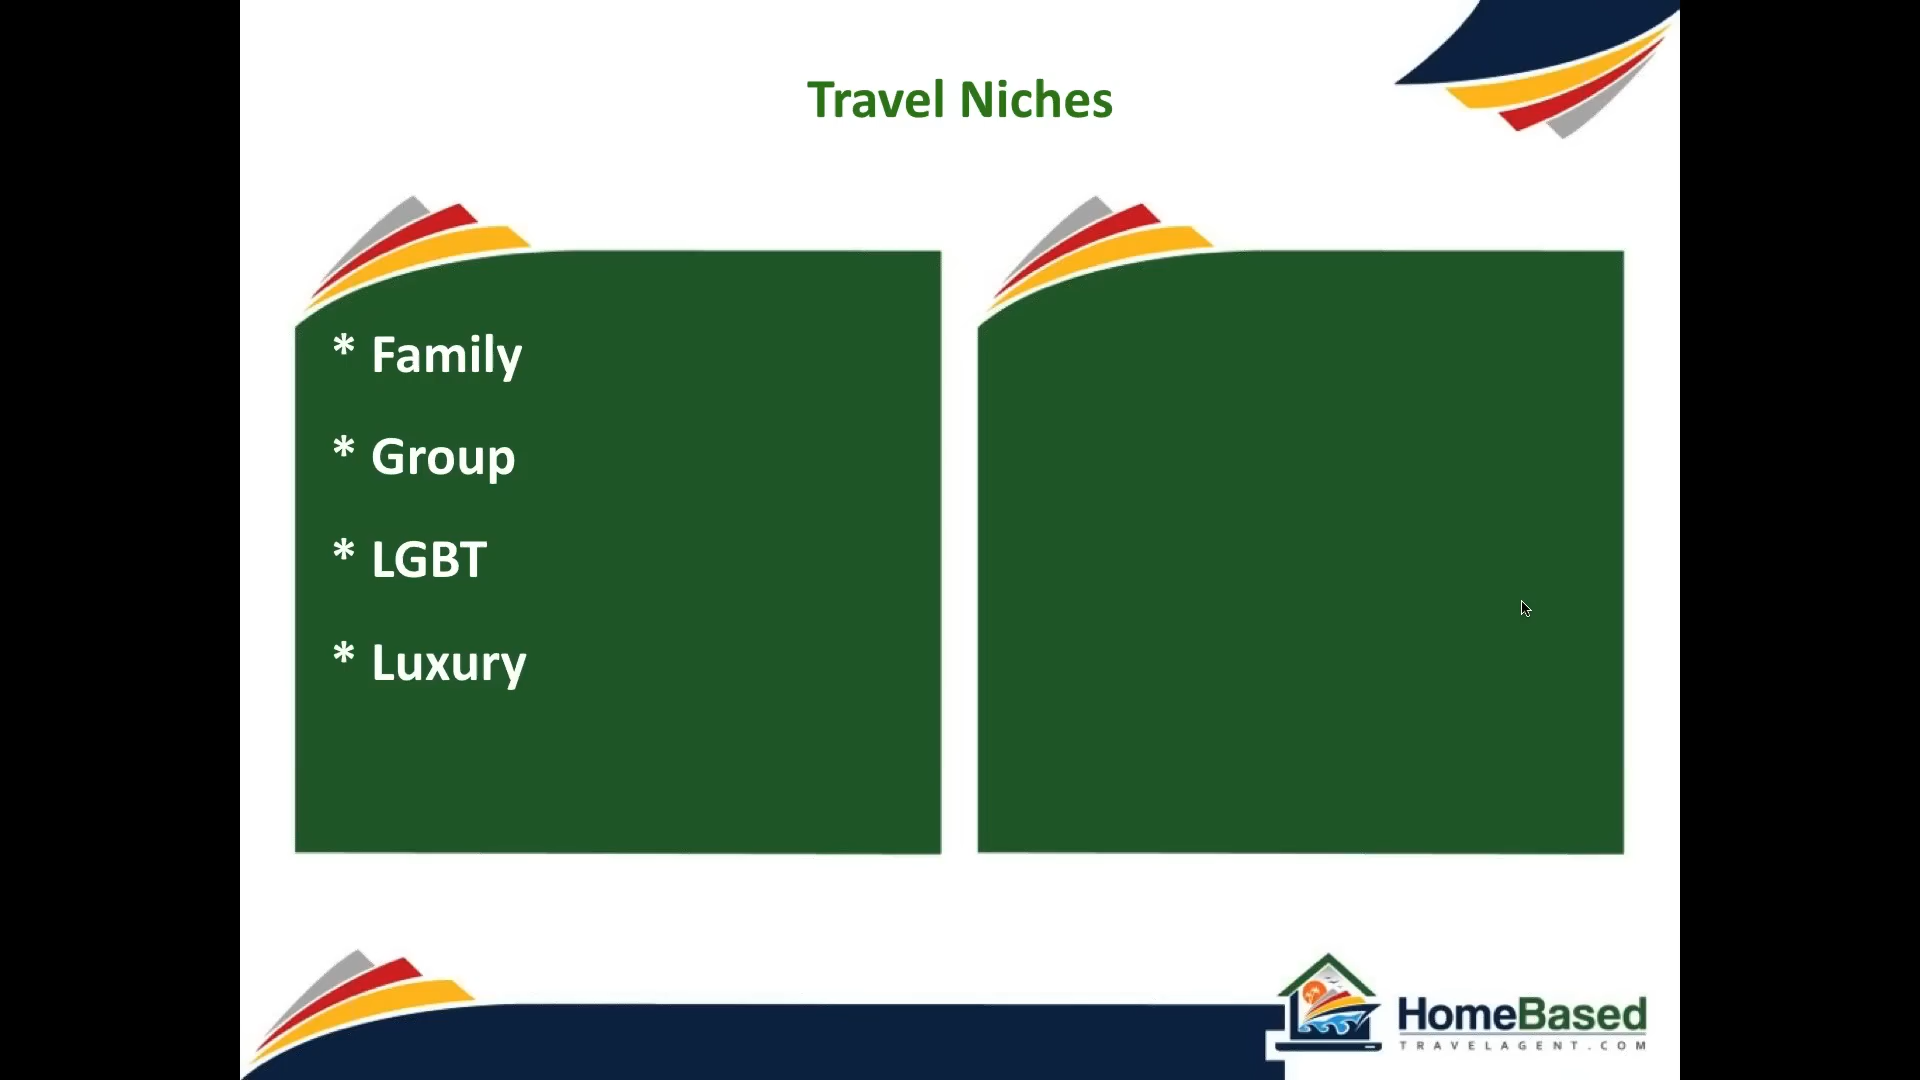 Travel Niches
* Family
* Group
* LGBT
* Luxury
HomeBased
TRAVELAGENT.COM